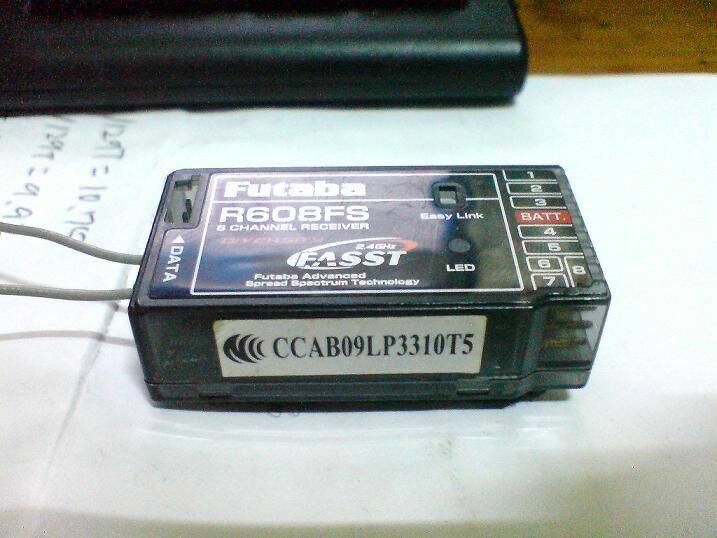 Futaba
R608FS
8 CHANNEL RECEIVER
DIVERSITY
2.4GHz
FASST
Futaba Advanced
Spread Spectrum Technology
◀DATA
Easy Link
LED
1
2
3
BATT.
4
5
6
7
8
CCAB09LP3310T5